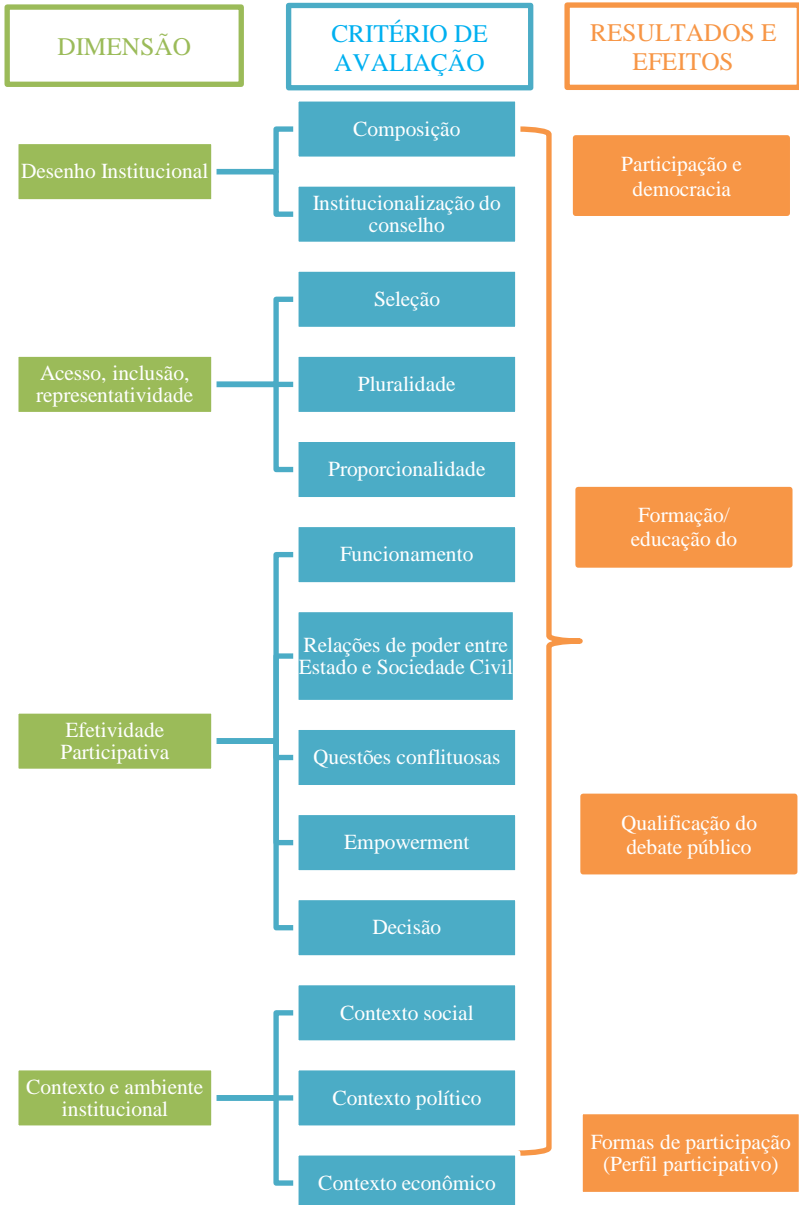 DIMENSÃO
CRITÉRIO DE
AVALIAÇÃO
RESULTADOS E
EFEITOS
Desenho Institucional
Composição
Institucionalização do
conselho
Participação e
democracia
Acesso, inclusão,
representatividade
Seleção
Pluralidade
Proporcionalidade
Formação/
educação do
Efetividade
Participativa
Funcionamento
Relações de poder entre
Estado e Sociedade Civil
Questões conflituosas
Empowerment
Decisão
Qualificação do
debate público
Contexto e ambiente
institucional
Contexto social
Contexto político
Contexto econômico
Formas de participação
(Perfil participativo)